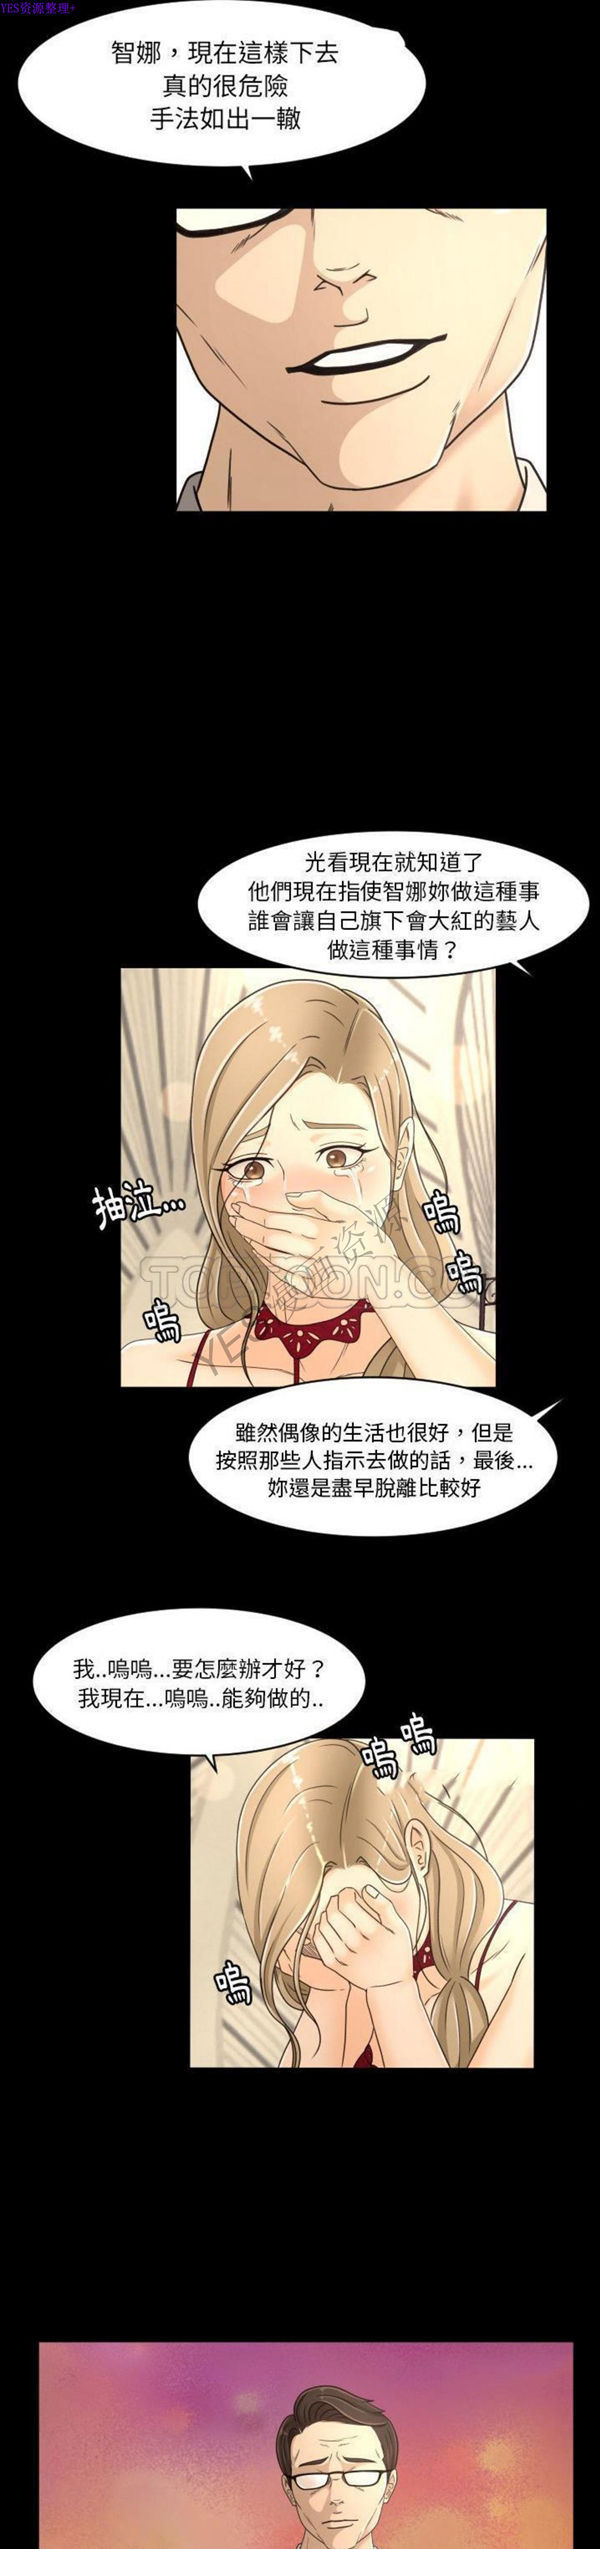 YES资源整理+
智娜，現在這樣下去
真的很危險
手法如出一轍
光看現在就知道了
他們現在指使智娜妳做這種事
誰會讓自己旗下會大紅的藝人
做這種事情？
抽泣...
嗚
嗚
嗚
雖然偶像的生活也很好，但是
按照那些人指示去做的話，最後...
妳還是盡早脫離比較好
我..嗚嗚...要怎麼辦才好？
我現在...嗚嗚..能夠做的..
嗚
嗚
嗚